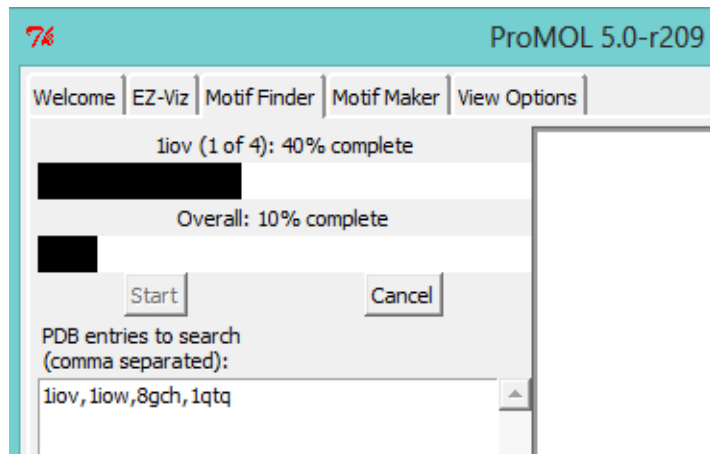 7% ProMOL 5.0-r209
Welcome EZ-Viz Motif Finder Motif Maker View Options
1iov (1 of 4): 40% complete
Overall: 10% complete
Start Cancel
PDB entries to search
(comma separated):
1iov,1iow,8gch,1qtq